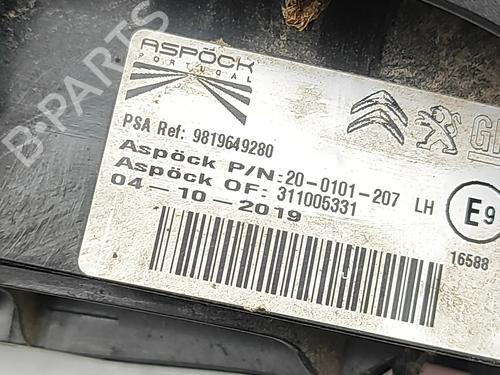 ASPÖCK
PORTUGAL
PSA Ref: 9819649280
Aspöck P/N: 20-0101-207 LH
Aspöck OF: 311005331
04-10-2019
E9
16588
B-PARTS